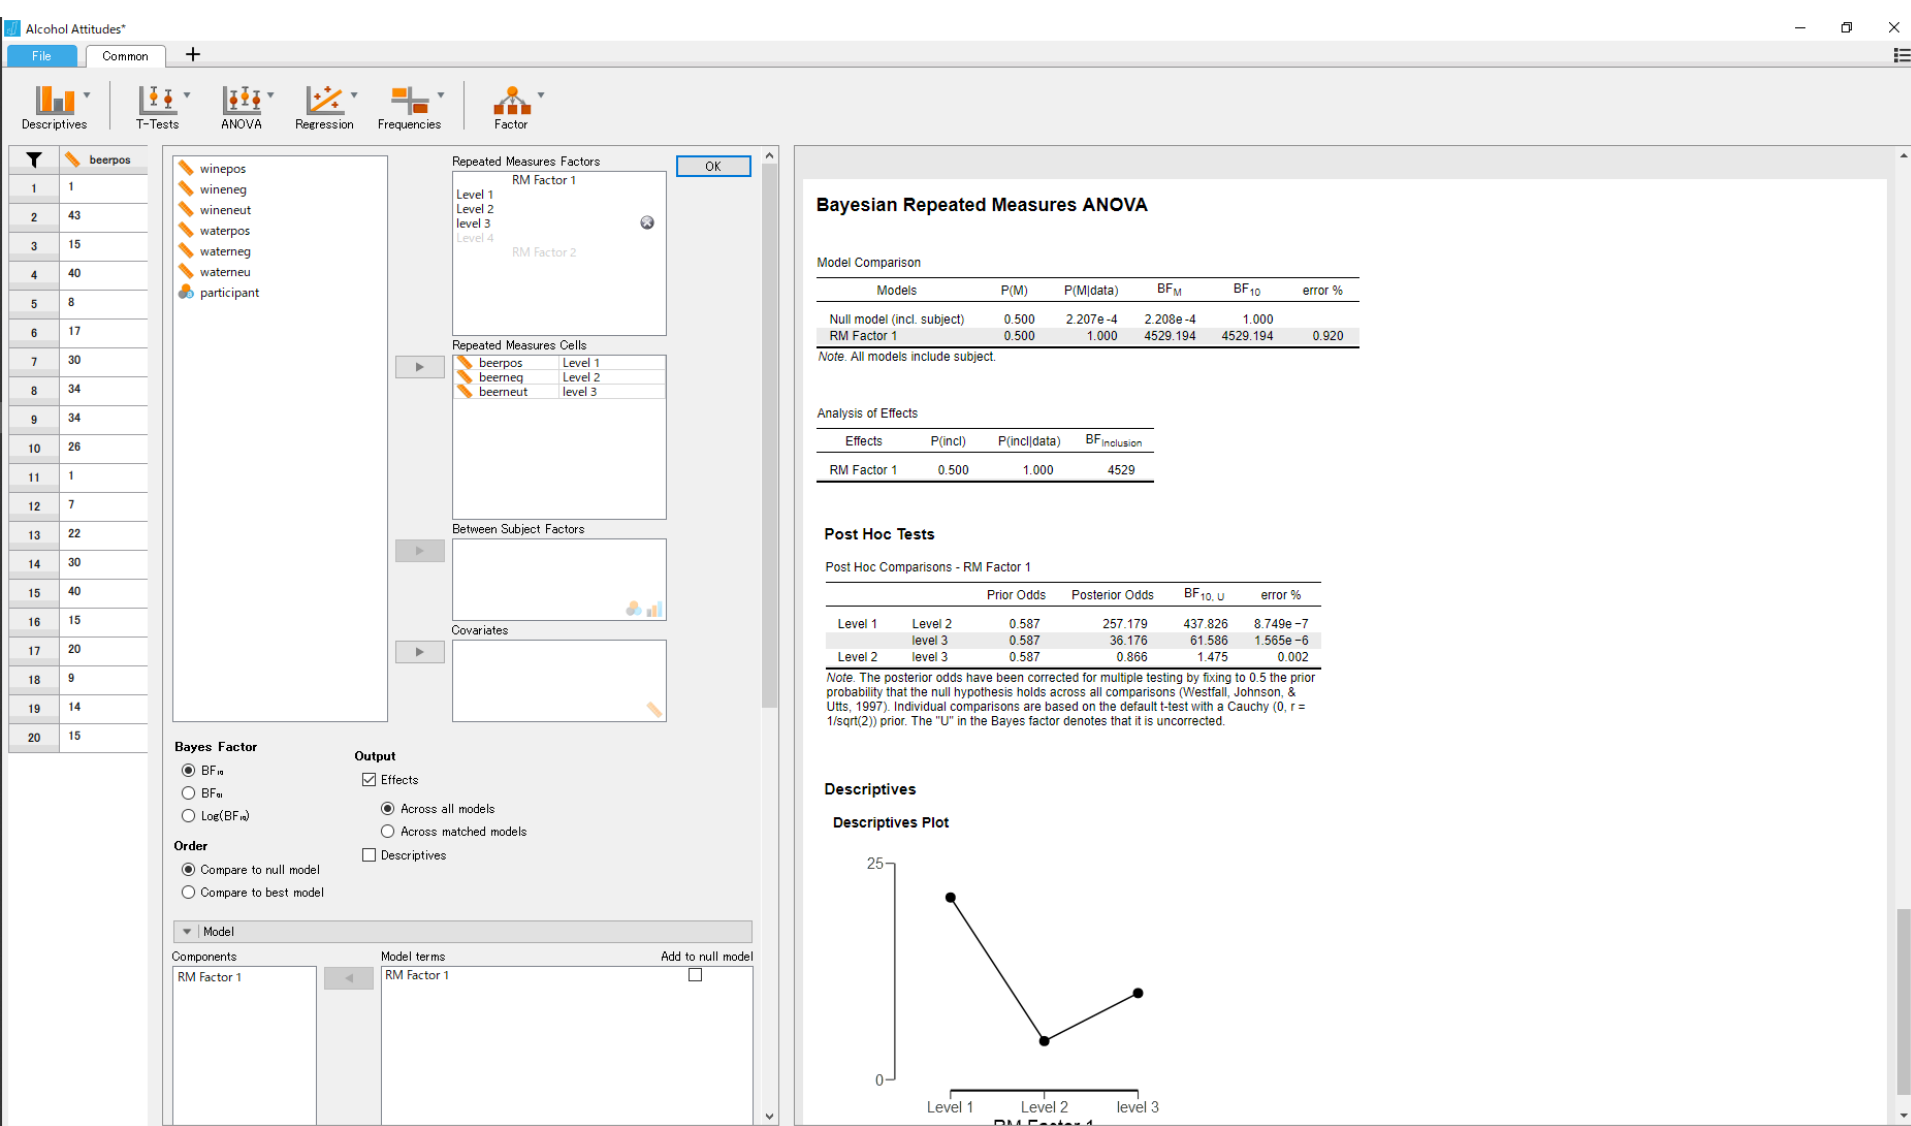 Alcohol Attitudes*
File
Common
Descriptives
T-Tests
ANOVA
Regression
Frequencies
Factor
beerpos
1 1
2 43
3 15
4 40
5 8
6 17
7 30
8 34
9 34
10 26
11 1
12 7
13 22
14 30
15 40
16 15
17 20
18 9
19 14
20 15
winepos
wineneg
wineneut
waterpos
waterneg
waterneu
participant
Repeated Measures Factors
OK
RM Factor 1
Level 1
Level 2
level 3
Level 4
RM Factor 2
Repeated Measures Cells
beerpos Level 1
beerneg Level 2
beerneut level 3
Between Subject Factors
Covariates
Bayes Factor
BF₁₀
BF₀₁
Log(BF₁₀)
Order
Compare to null model
Compare to best model
Output
Effects
Across all models
Across matched models
Descriptives
Model
Components
Model terms
Add to null model
RM Factor 1
RM Factor 1
Bayesian Repeated Measures ANOVA
Model Comparison
Models P(M) P(M|data) BF M BF 10 error %
Null model (incl. subject) 0.500 2.207e -4 2.208e -4 1.000
RM Factor 1 0.500 1.000 4529.194 4529.194 0.920
Note. All models include subject.
Analysis of Effects
Effects P(incl) P(incl|data) BF Inclusion
RM Factor 1 0.500 1.000 4529
Post Hoc Tests
Post Hoc Comparisons - RM Factor 1
Prior Odds Posterior Odds BF 10, U error %
Level 1 Level 2 0.587 257.179 437.826 8.749e -7
level 3 0.587 36.176 61.586 1.565e -6
Level 2 level 3 0.587 0.866 1.475 0.002
Note. The posterior odds have been corrected for multiple testing by fixing to 0.5 the prior
probability that the null hypothesis holds across all comparisons (Westfall, Johnson, &
Utts, 1997). Individual comparisons are based on the default t-test with a Cauchy (0, r =
1/sqrt(2)) prior. The "U" in the Bayes factor denotes that it is uncorrected.
Descriptives
Descriptives Plot
25
0
Level 1
Level 2
level 3
RM Factor 1